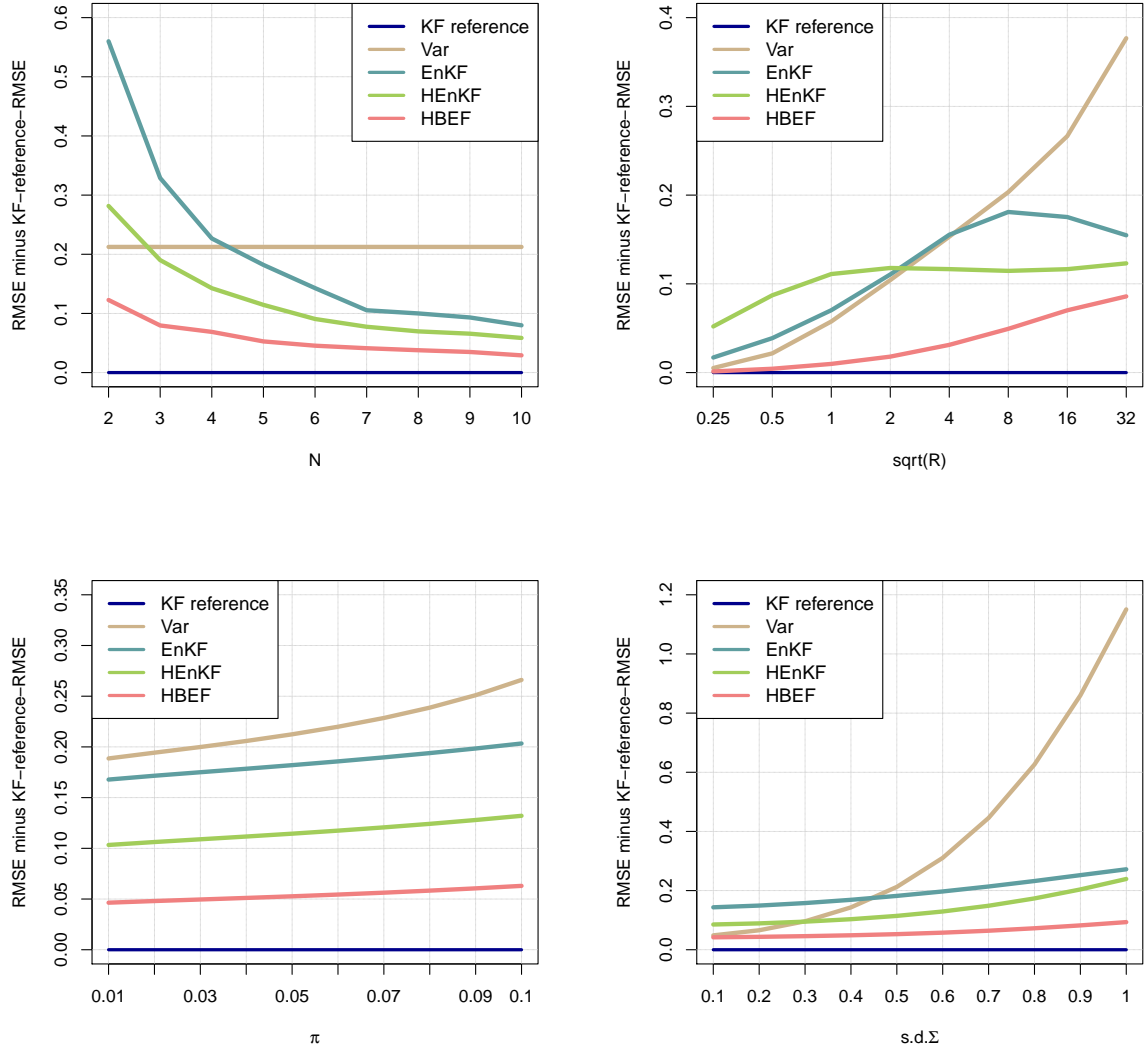 RMSE minus KF−reference−RMSE
0.0 0.1 0.2 0.3 0.4 0.5 0.6
KF reference
Var
EnKF
HEnKF
HBEF
2 3 4 5 6 7 8 9 10
N
RMSE minus KF−reference−RMSE
0.0 0.1 0.2 0.3 0.4
KF reference
Var
EnKF
HEnKF
HBEF
0.25 0.5 1 2 4 8 16 32
sqrt(R)
RMSE minus KF−reference−RMSE
0.00 0.05 0.10 0.15 0.20 0.25 0.30 0.35
KF reference
Var
EnKF
HEnKF
HBEF
0.01 0.03 0.05 0.07 0.09 0.1
π
RMSE minus KF−reference−RMSE
0.0 0.2 0.4 0.6 0.8 1.0 1.2
KF reference
Var
EnKF
HEnKF
HBEF
0.1 0.2 0.3 0.4 0.5 0.6 0.7 0.8 0.9 1
s.d.Σ